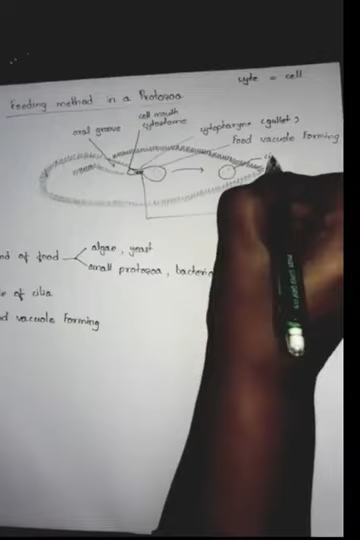 cyte = cell
Feeding method in a Protozoa
cell mouth
oral groove cytostome
cytopharynx (gullet)
Food vacuole forming
nd of food algae, yeast
small protozoa, bacteria
le of cilia
d vacuole forming